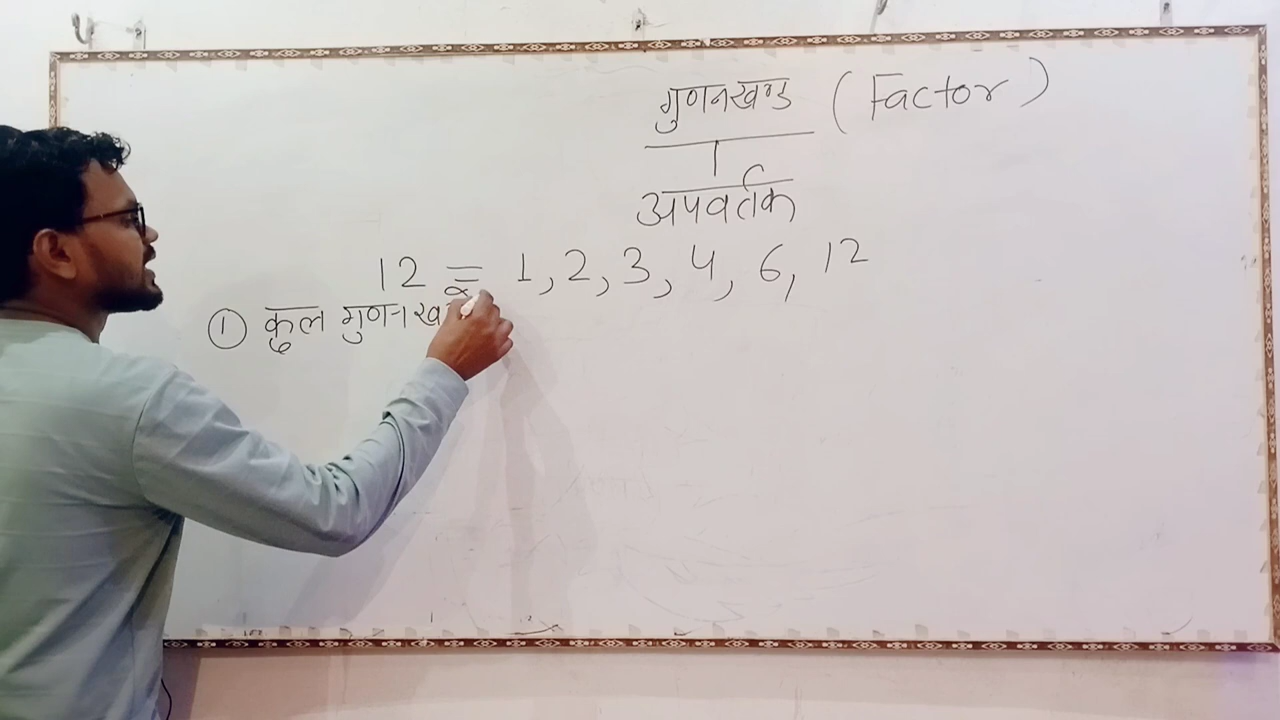 गुणनखण्ड (Factor)
अपवर्तक
12 = 1, 2, 3, 4, 6, 12
① कुल गुणनख